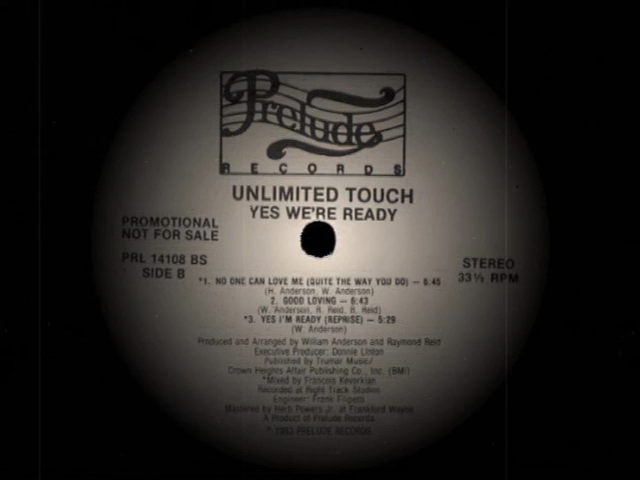 Prelude
RECORDS
UNLIMITED TOUCH
YES WE'RE READY
PROMOTIONAL
NOT FOR SALE
PRL 14108 BS
SIDE B
STEREO
33⅓ RPM
*1. NO ONE CAN LOVE ME (QUITE THE WAY YOU DO) — 6:45
(H. Anderson, W. Anderson)
2. GOOD LOVING — 6:43
(W. Anderson, R. Reid, B. Reid)
*3. YES I'M READY (REPRISE) — 5:29
(W. Anderson)
Produced and Arranged by William Anderson and Raymond Reid
Executive Producer: Donnie Linton
Published by Trumar Music/
Crown Heights Affair Publishing Co., Inc. (BMI)
*Mixed by Francois Kevorkian
Recorded at Right Track Studios
Engineer: Frank Filipetti
Mastered by Herb Powers Jr. at Frankford Wayne
A Product of Prelude Records
℗ 1983 PRELUDE RECORDS